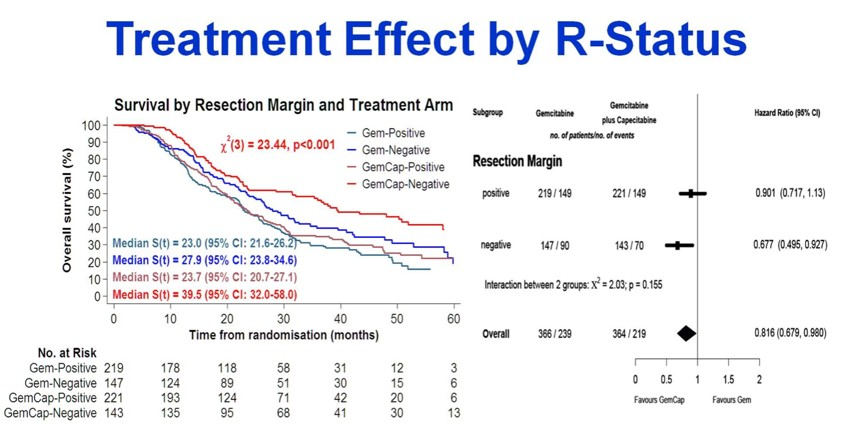 Treatment Effect by R-Status
Survival by Resection Margin and Treatment Arm
χ²(3) = 23.44, p<0.001
Gem-Positive
Gem-Negative
GemCap-Positive
GemCap-Negative
Overall survival (%)
100
90
80
70
60
50
40
30
20
10
0
Median S(t) = 23.0 (95% CI: 21.6-26.2)
Median S(t) = 27.9 (95% CI: 23.8-34.6)
Median S(t) = 23.7 (95% CI: 20.7-27.1)
Median S(t) = 39.5 (95% CI: 32.0-58.0)
0 10 20 30 40 50 60
Time from randomisation (months)
No. at Risk
Gem-Positive 219 178 118 58 31 12 3
Gem-Negative 147 124 89 51 30 15 6
GemCap-Positive 221 193 124 71 42 20 6
GemCap-Negative 143 135 95 68 41 30 13
Subgroup Gemcitabine Gemcitabine plus Capecitabine Hazard Ratio (95% CI)
no. of patients/no. of events
Resection Margin
positive 219 / 149 221 / 149 0.901 (0.717, 1.13)
negative 147 / 90 143 / 70 0.677 (0.495, 0.927)
Interaction between 2 groups: X² = 2.03; p = 0.155
Overall 366 / 239 364 / 219 0.816 (0.679, 0.980)
0 0.5 1 1.5 2
Favours GemCap Favours Gem